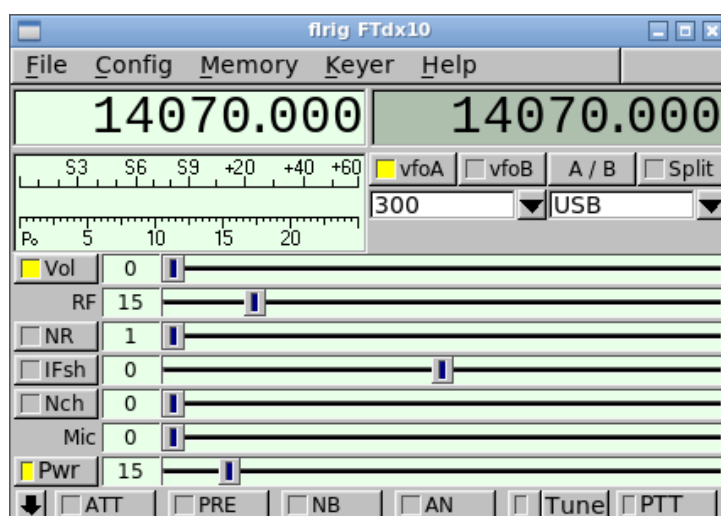 flrig FTdx10
File Config Memory Keyer Help
14070.000 14070.000
S3 S6 S9 +20 +40 +60
vfoA vfoB A / B Split
300 USB
Po 5 10 15 20
Vol 0
RF 15
NR 1
IFsh 0
Nch 0
Mic 0
Pwr 15
ATT PRE NB AN Tune PTT